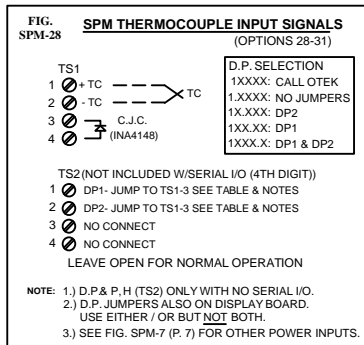 FIG.
SPM-28
SPM THERMOCOUPLE INPUT SIGNALS
(OPTIONS 28-31)
TS1
1 + TC
2 - TC
TC
3
4
C.J.C.
(INA4148)
D.P. SELECTION
1XXXX: CALL OTEK
1.XXXX: NO JUMPERS
1X.XXX: DP2
1XX.XX: DP1
1XXX.X: DP1 & DP2
TS2 (NOT INCLUDED W/SERIAL I/O (4TH DIGIT))
1 DP1- JUMP TO TS1-3 SEE TABLE & NOTES
2 DP2- JUMP TO TS1-3 SEE TABLE & NOTES
3 NO CONNECT
4 NO CONNECT
LEAVE OPEN FOR NORMAL OPERATION
NOTE: 1.) D.P.& P,H (TS2) ONLY WITH NO SERIAL I/O.
2.) D.P. JUMPERS ALSO ON DISPLAY BOARD.
USE EITHER / OR BUT NOT BOTH.
3.) SEE FIG. SPM-7 (P. 7) FOR OTHER POWER INPUTS.